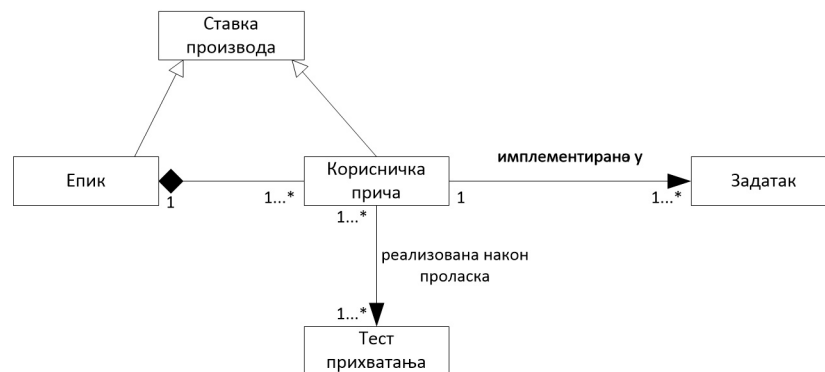 Ставка
производа
Епик
1
1...*
Корисничка
прича
1...*
1
имплементирано у
1...*
Задатак
реализована након
проласка
1...*
Тест
прихватања